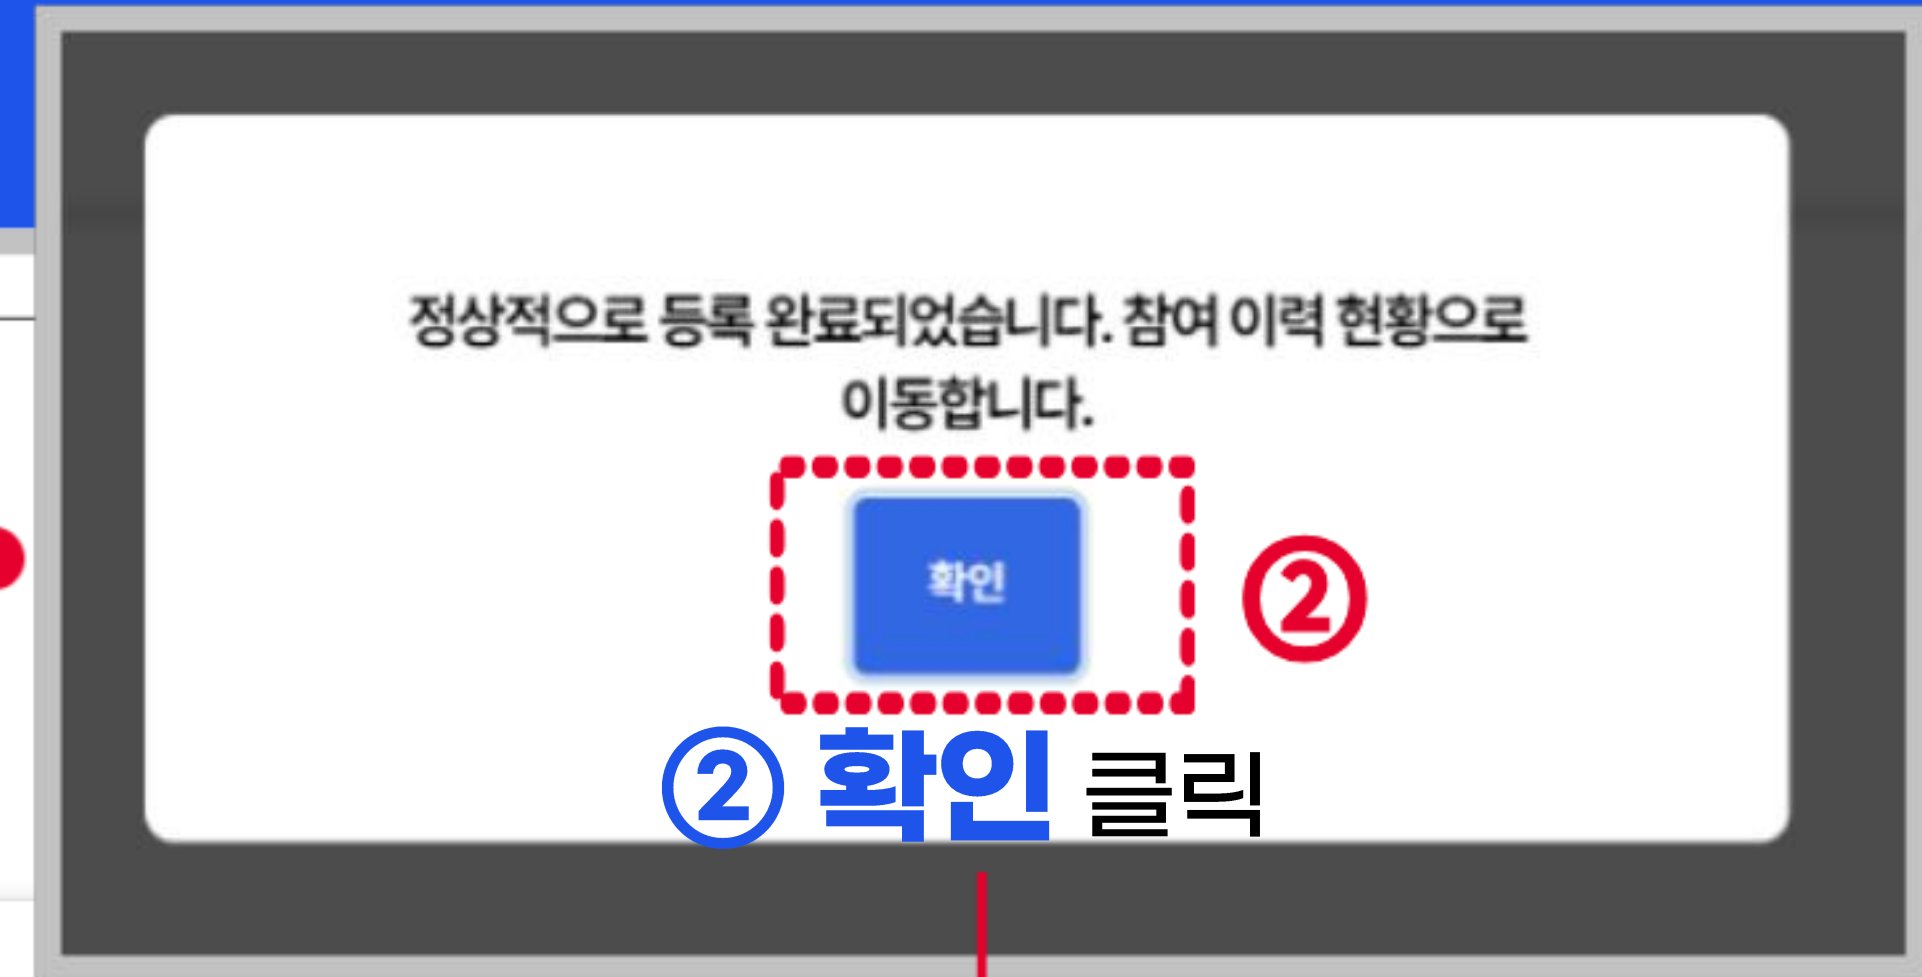 정상적으로 등록 완료되었습니다. 참여 이력 현황으로
이동합니다.
확인
②
② 확인 클릭